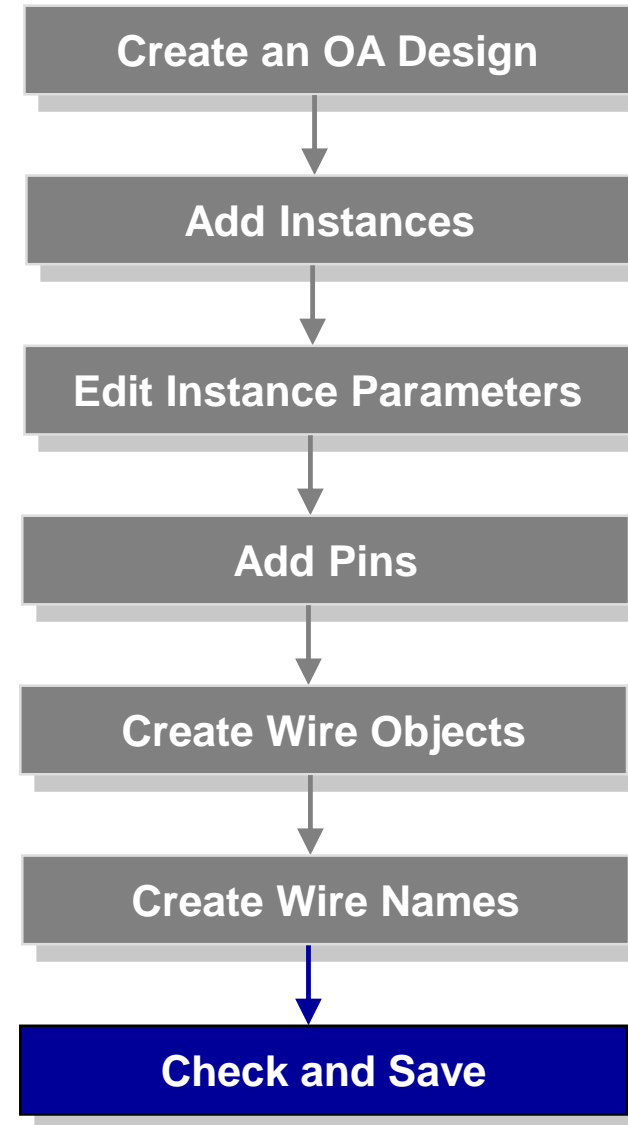 Create an OA Design
Add Instances
Edit Instance Parameters
Add Pins
Create Wire Objects
Create Wire Names
Check and Save